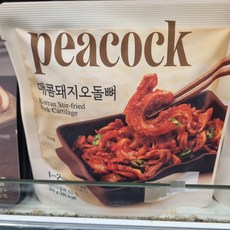 peacock
매콤돼지오돌뼈
Korean Stir-fried
Pork Cartilage